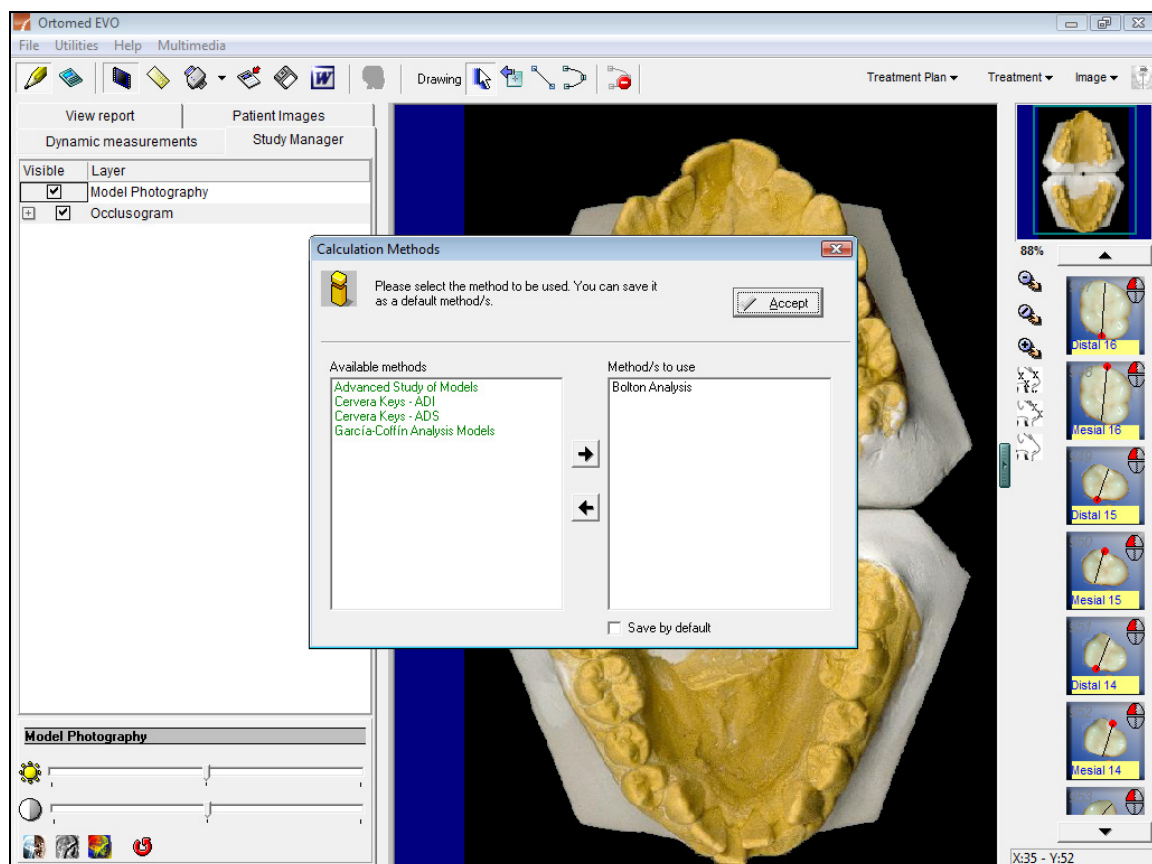 Ortomed EVO
File Utilities Help Multimedia
Drawing Treatment Plan Treatment Image
View report Patient Images
Dynamic measurements Study Manager
Visible Layer
Model Photography
Occlusogram
Calculation Methods
Please select the method to be used. You can save it
as a default method/s.
Accept
Available methods
Advanced Study of Models
Cervera Keys - ADI
Cervera Keys - ADS
García-Coffín Analysis Models
Method/s to use
Bolton Analysis
Save by default
Model Photography
88%
Distal 16
Mesial 16
Distal 15
Mesial 15
Distal 14
Mesial 14
X:35 - Y:52